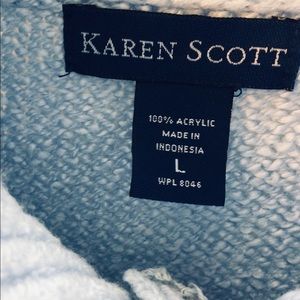 KAREN SCOTT
100% ACRYLIC
MADE IN
INDONESIA
L
WPL 8046